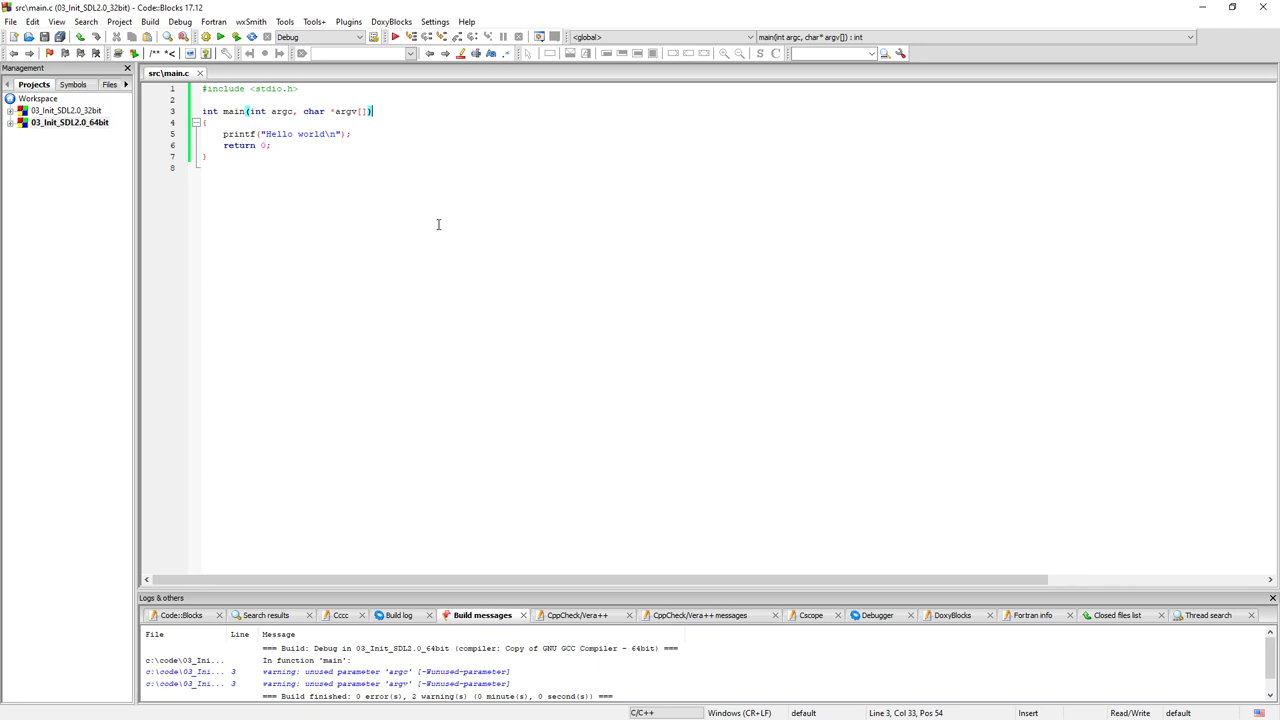 src\main.c (03_Init_SDL2.0_32bit) - Code::Blocks 17.12
File Edit View Search Project Build Debug Fortran wxSmith Tools Tools+ Plugins DoxyBlocks Settings Help
Debug <global> main(int argc, char* argv[]) : int
/** *<
Management
Projects Symbols Files
Workspace
03_Init_SDL2.0_32bit
03_Init_SDL2.0_64bit
src\main.c
1 #include <stdio.h>
2
3 int main(int argc, char *argv[])
4 {
5 printf("Hello world\n");
6 return 0;
7 }
8
Logs & others
Code::Blocks Search results Cccc Build log Build messages CppCheck/Vera++ CppCheck/Vera++ messages Cscope Debugger DoxyBlocks Fortran info Closed files list Thread search
File Line Message
=== Build: Debug in 03_Init_SDL2.0_64bit (compiler: Copy of GNU GCC Compiler - 64bit) ===
c:\code\03_Ini... In function 'main':
c:\code\03_Ini... 3 warning: unused parameter 'argc' [-Wunused-parameter]
c:\code\03_Ini... 3 warning: unused parameter 'argv' [-Wunused-parameter]
=== Build finished: 0 error(s), 2 warning(s) (0 minute(s), 0 second(s)) ===
C/C++ Windows (CR+LF) default Line 3, Col 33, Pos 54 Insert Read/Write default